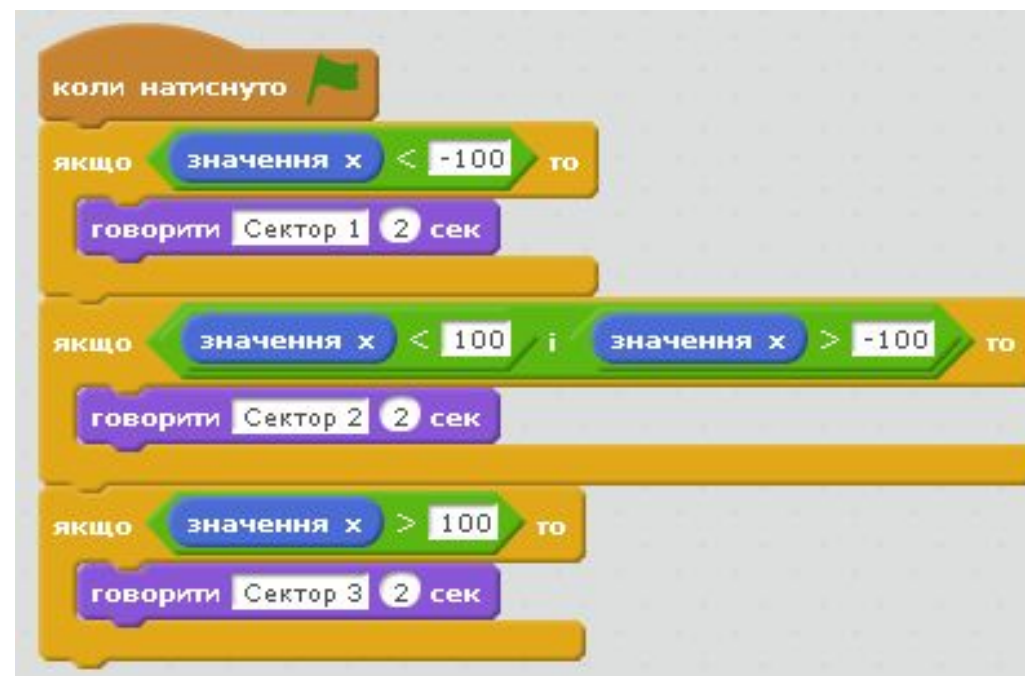 коли натиснуто
якщо значення x < -100 то
говорити Сектор 1 2 сек
якщо значення x < 100 і значення x > -100 то
говорити Сектор 2 2 сек
якщо значення x > 100 то
говорити Сектор 3 2 сек